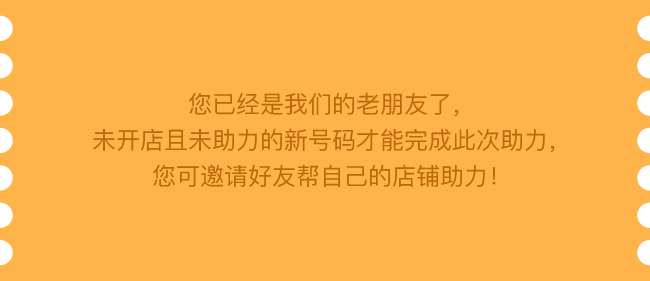 您已经是我们的老朋友了，
未开店且未助力的新号码才能完成此次助力，
您可邀请好友帮自己的店铺助力！